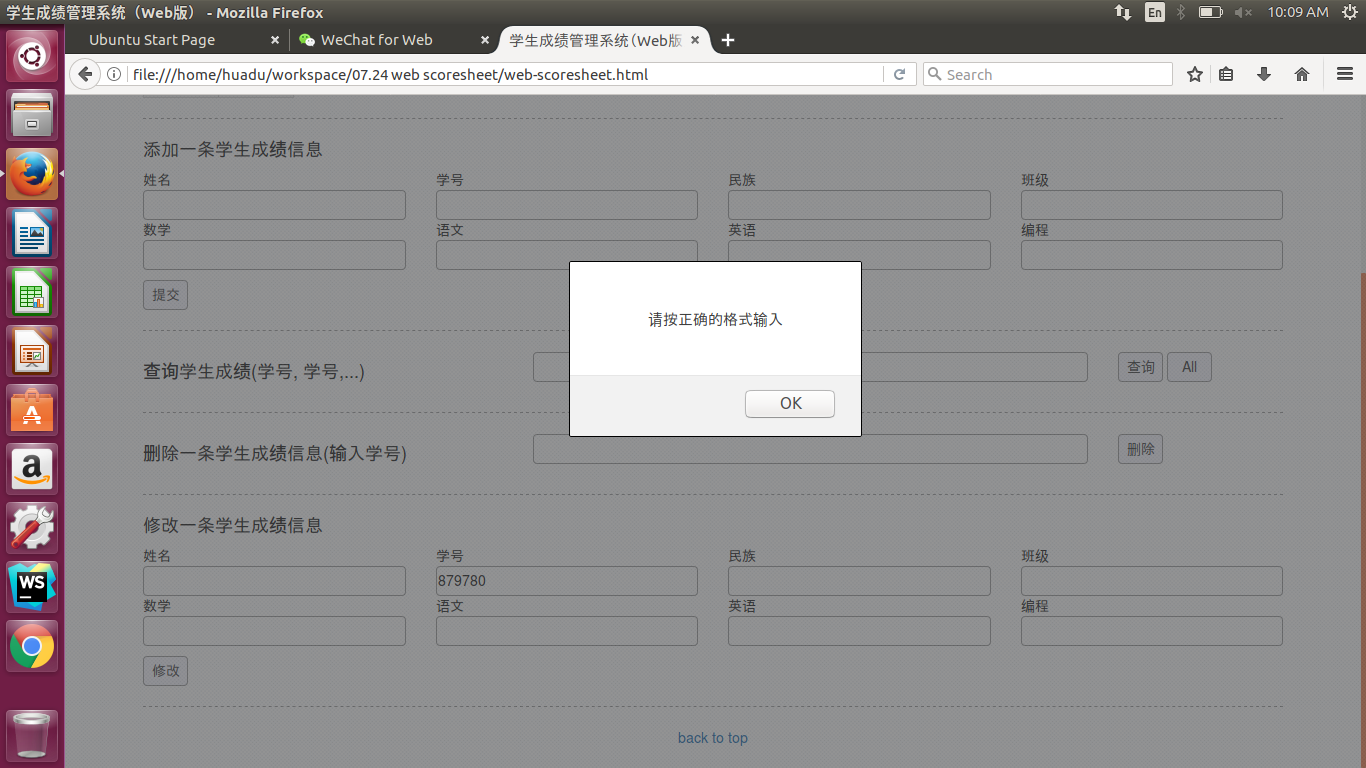 学生成绩管理系统（Web版） - Mozilla Firefox
En
10:09 AM
Ubuntu Start Page
WeChat for Web
学生成绩管理系统(Web版
file:///home/huadu/workspace/07.24 web scoresheet/web-scoresheet.html
Search
添加一条学生成绩信息
姓名 学号 民族 班级
数学 语文 英语 编程
提交
请按正确的格式输入
OK
查询学生成绩(学号, 学号,...)
查询 All
删除一条学生成绩信息(输入学号)
删除
修改一条学生成绩信息
姓名 学号 民族 班级
879780
数学 语文 英语 编程
修改
back to top
A
a
WS